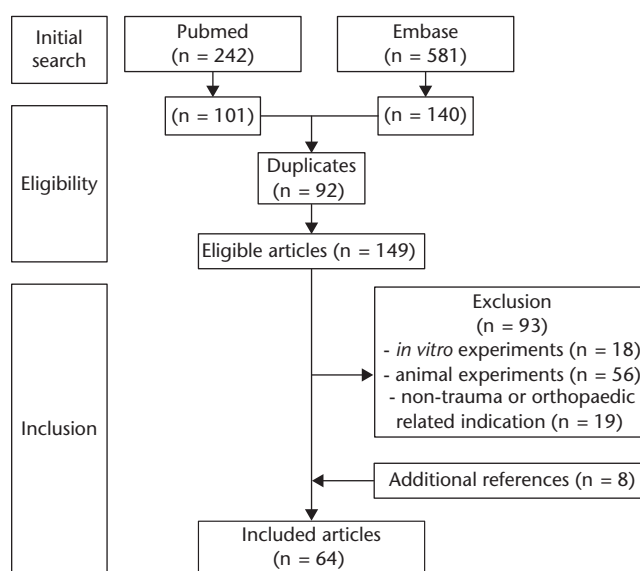 Initial
search
Pubmed
(n = 242)
Embase
(n = 581)
Eligibility
(n = 101)
(n = 140)
Duplicates
(n = 92)
Eligible articles (n = 149)
Inclusion
Exclusion
(n = 93)
- in vitro experiments (n = 18)
- animal experiments (n = 56)
- non-trauma or orthopaedic
related indication (n = 19)
Additional references (n = 8)
Included articles
n = 64)